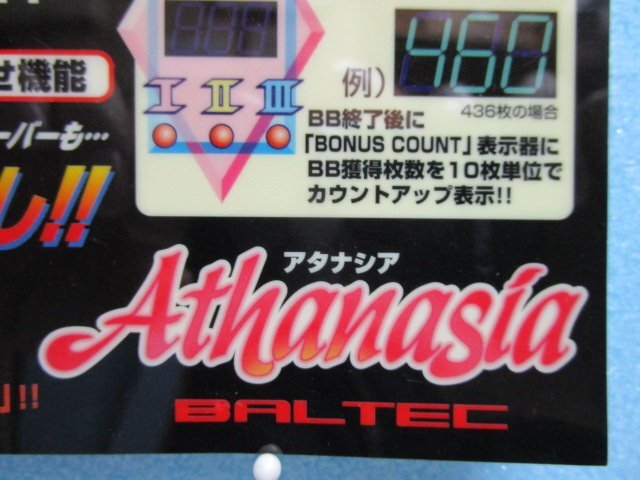 せ機能
ーバーも…
し!!
I II III
例)
460
436枚の場合
BB終了後に
「BONUS COUNT」表示器に
BB獲得枚数を10枚単位で
カウントアップ表示!!
アタナシア
Athanasia
」!!
BALTEC